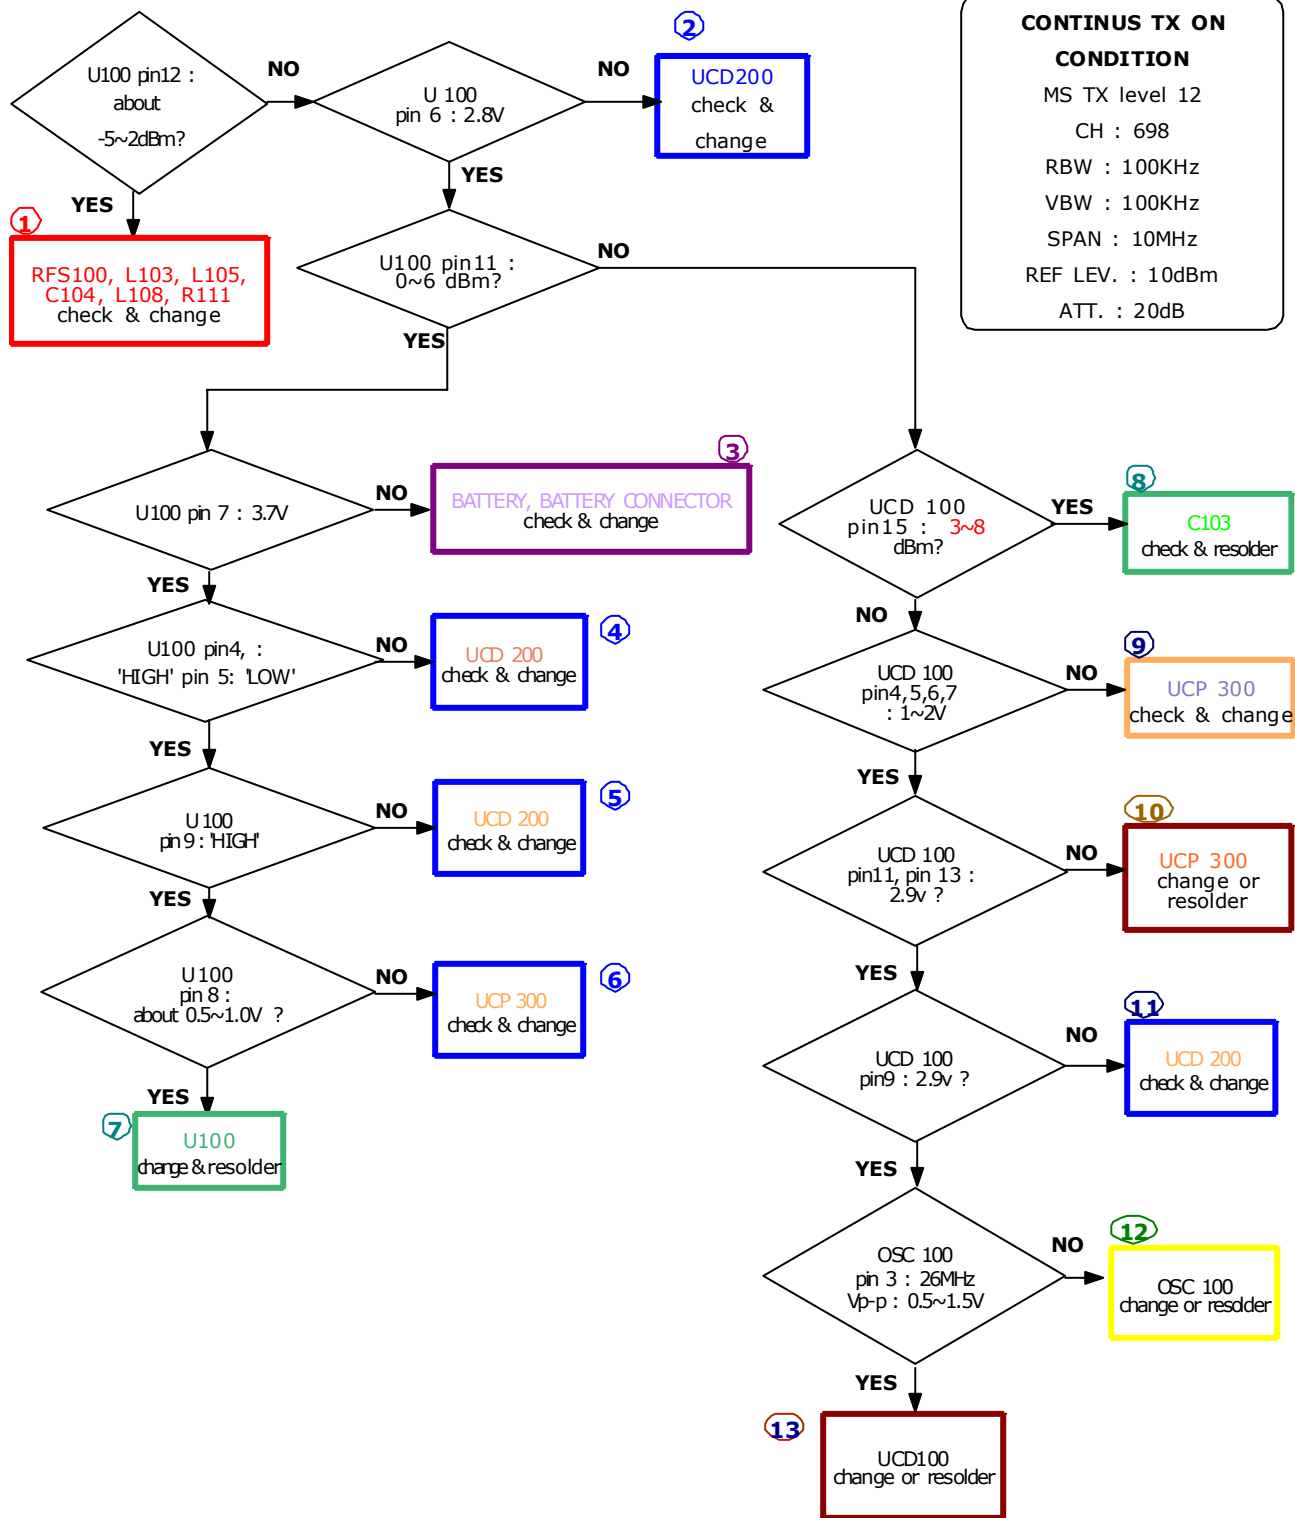 U100 pin12 :
about
-5~2dBm?
NO
U 100
pin 6 : 2.8V
NO
2
UCD200
check &
change
CONTINUS TX ON
CONDITION
MS TX level 12
CH : 698
RBW : 100KHz
VBW : 100KHz
SPAN : 10MHz
REF LEV. : 10dBm
ATT. : 20dB
YES
YES
1
RFS100, L103, L105,
C104, L108, R111
check & change
U100 pin11 :
0~6 dBm?
NO
YES
U100 pin 7 : 3.7V
NO
3
BATTERY, BATTERY CONNECTOR
check & change
YES
U100 pin4, :
'HIGH' pin 5: 'LOW'
NO
4
UCD 200
check & change
YES
U 100
pin 9 : 'HIGH'
NO
5
UCD 200
check & change
YES
U 100
pin 8 :
about 0.5~1.0V ?
NO
6
UCP 300
check & change
YES
7
U100
change & resolder
UCD 100
pin15 : 3~8
dBm?
YES
8
C103
check & resolder
NO
UCD 100
pin4,5,6,7
: 1~2V
NO
9
UCP 300
check & change
YES
UCD 100
pin11, pin 13 :
2.9v ?
NO
10
UCP 300
change or
resolder
YES
UCD 100
pin9 : 2.9v ?
NO
11
UCD 200
check & change
YES
OSC 100
pin 3 : 26MHz
Vp-p : 0.5~1.5V
NO
12
OSC 100
change or resolder
YES
13
UCD100
change or resolder